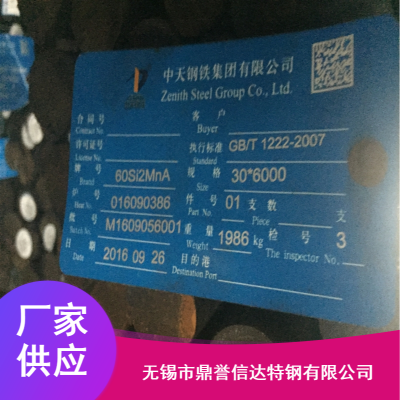 中天钢铁集团有限公司
Zenith Steel Group Co., Ltd.
合同号 客户
Contract No. Buyer
许可证号 执行标准 GB/T 1222-2007
License No. Standard
牌号 60Si2MnA 规格 30*6000
Brand Size
炉号 016090386 件号 01 支数 支
Heat No. Part No. Piece
批号 M1609056001 重量 1986 kg 检号 3
Batch No. Weight The inspector No.
日期 2016 09 26 目的港
Date Destination Port
厂家
供应
无锡市鼎誉信达特钢有限公司